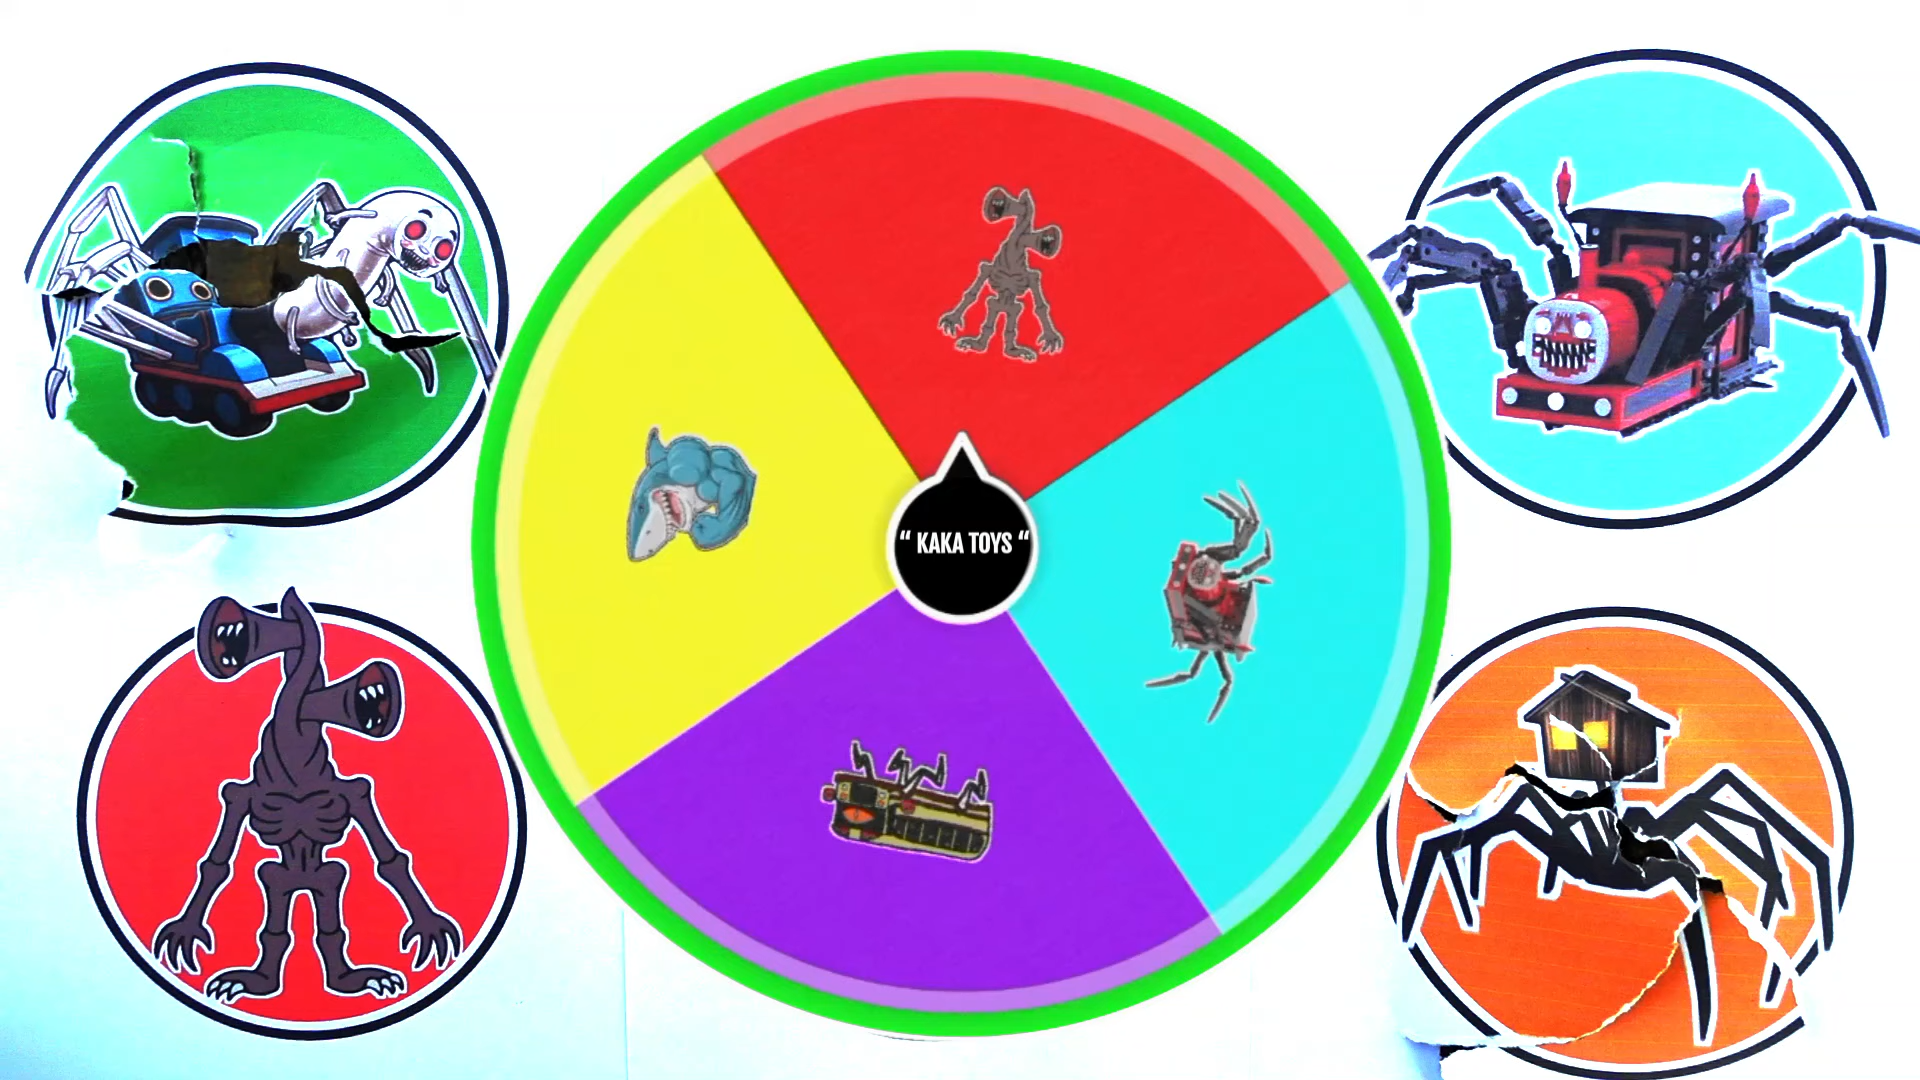 “ KAKA TOYS “